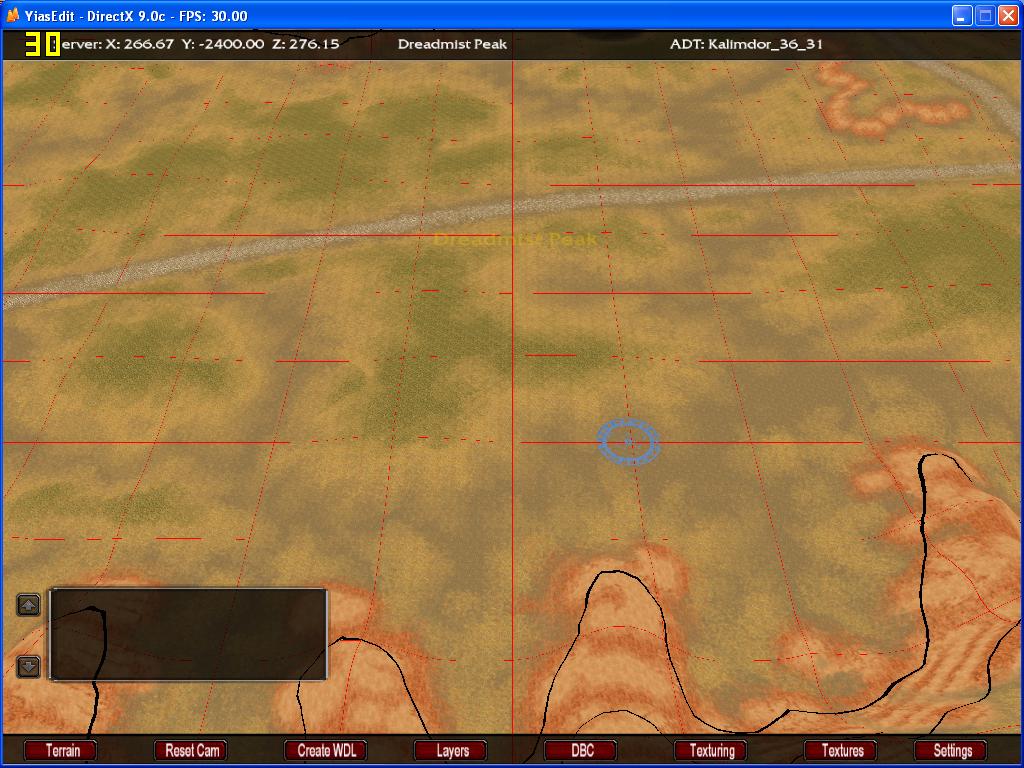 YiasEdit - DirectX 9.0c - FPS: 30.00
30 erver: X: 266.67 Y: -2400.00 Z: 276.15 Dreadmist Peak ADT: Kalimdor_36_31
Dreadmist Peak
Terrain Reset Cam Create WDL Layers DBC Texturing Textures Settings